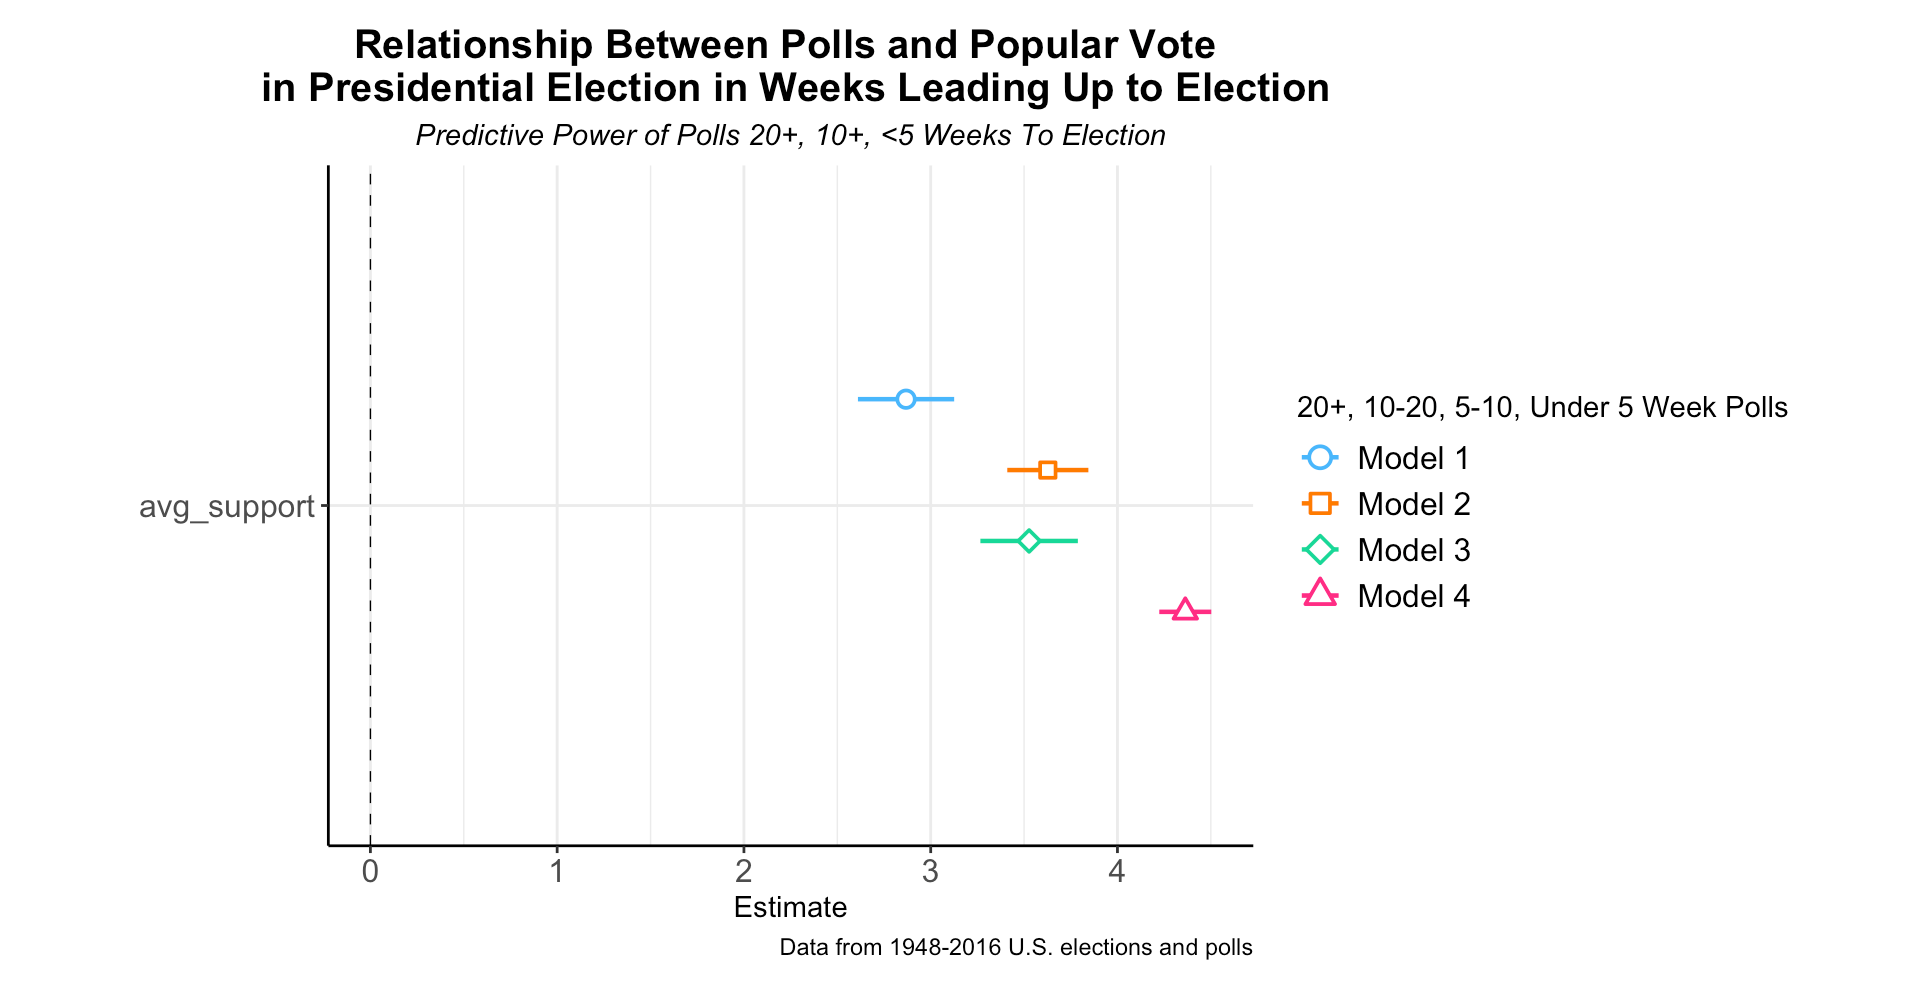 Relationship Between Polls and Popular Vote
in Presidential Election in Weeks Leading Up to Election
Predictive Power of Polls 20+, 10+, <5 Weeks To Election
avg_support
20+, 10-20, 5-10, Under 5 Week Polls
Model 1
Model 2
Model 3
Model 4
0 1 2 3 4
Estimate
Data from 1948-2016 U.S. elections and polls